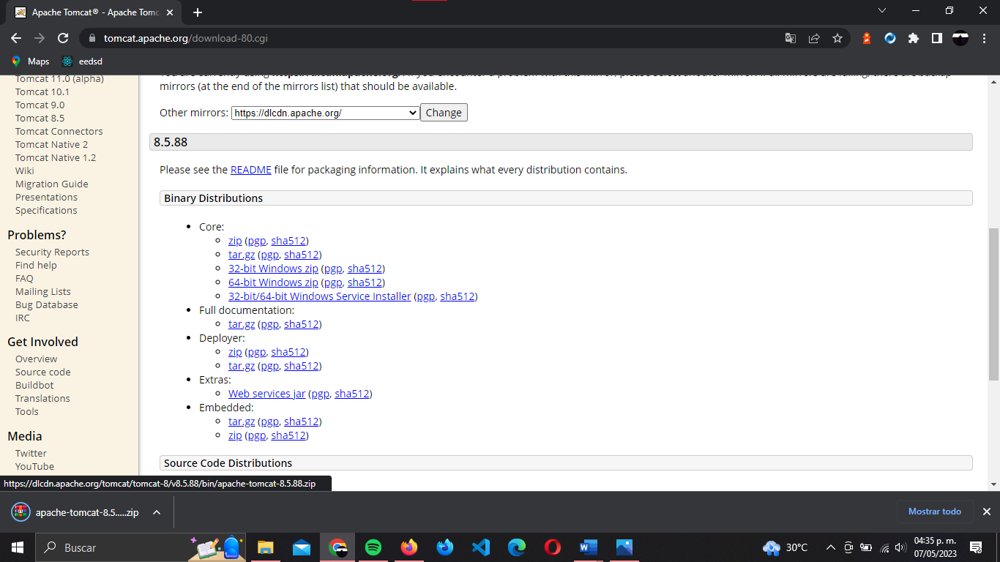 Apache Tomcat® - Apache Tomc
tomcat.apache.org/download-80.cgi
Maps
eedsd
Tomcat 11.0 (alpha)
Tomcat 10.1
Tomcat 9.0
Tomcat 8.5
Tomcat Connectors
Tomcat Native 2
Tomcat Native 1.2
Wiki
Migration Guide
Presentations
Specifications
Problems?
Security Reports
Find help
FAQ
Mailing Lists
Bug Database
IRC
Get Involved
Overview
Source code
Buildbot
Translations
Tools
Media
Twitter
YouTube
mirrors (at the end of the mirrors list) that should be available.
Other mirrors: https://dlcdn.apache.org/ Change
8.5.88
Please see the README file for packaging information. It explains what every distribution contains.
Binary Distributions
Core:
zip (pgp, sha512)
tar.gz (pgp, sha512)
32-bit Windows zip (pgp, sha512)
64-bit Windows zip (pgp, sha512)
32-bit/64-bit Windows Service Installer (pgp, sha512)
Full documentation:
tar.gz (pgp, sha512)
Deployer:
zip (pgp, sha512)
tar.gz (pgp, sha512)
Extras:
Web services jar (pgp, sha512)
Embedded:
tar.gz (pgp, sha512)
zip (pgp, sha512)
Source Code Distributions
https://dlcdn.apache.org/tomcat/tomcat-8/v8.5.88/bin/apache-tomcat-8.5.88.zip
apache-tomcat-8.5.....zip
Mostrar todo
Buscar
30°C
04:35 p. m.
07/05/2023